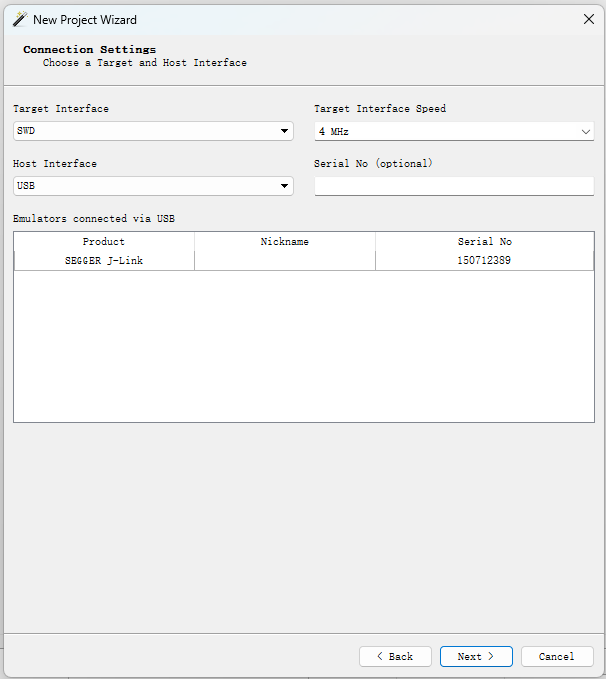 New Project Wizard
Connection Settings
Choose a Target and Host Interface
Target Interface
Target Interface Speed
SWD
4 MHz
Host Interface
Serial No (optional)
USB
Emulators connected via USB
Product Nickname Serial No
SEGGER J-Link 150712389
< Back Next > Cancel